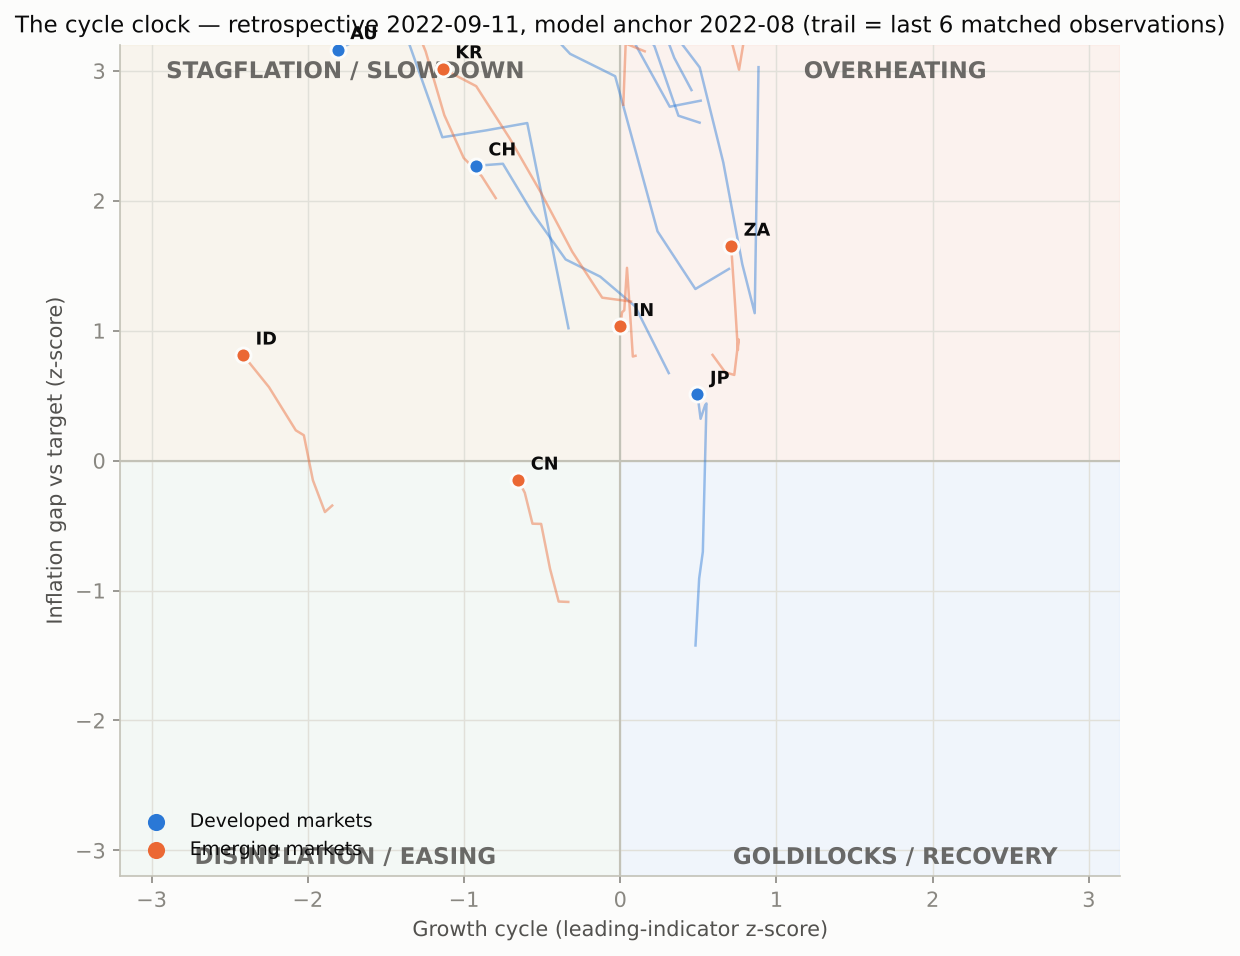 The cycle clock — retrospective 2022-09-11, model anchor 2022-08 (trail = last 6 matched observations)
AU
KR
STAGFLATION / SLOWDOWN
OVERHEATING
CH
ZA
IN
ID
JP
CN
Developed markets
Emerging markets
DISINFLATION / EASING
GOLDILOCKS / RECOVERY
3
2
1
0
−1
−2
−3
−3
−2
−1
0
1
2
3
Inflation gap vs target (z-score)
Growth cycle (leading-indicator z-score)